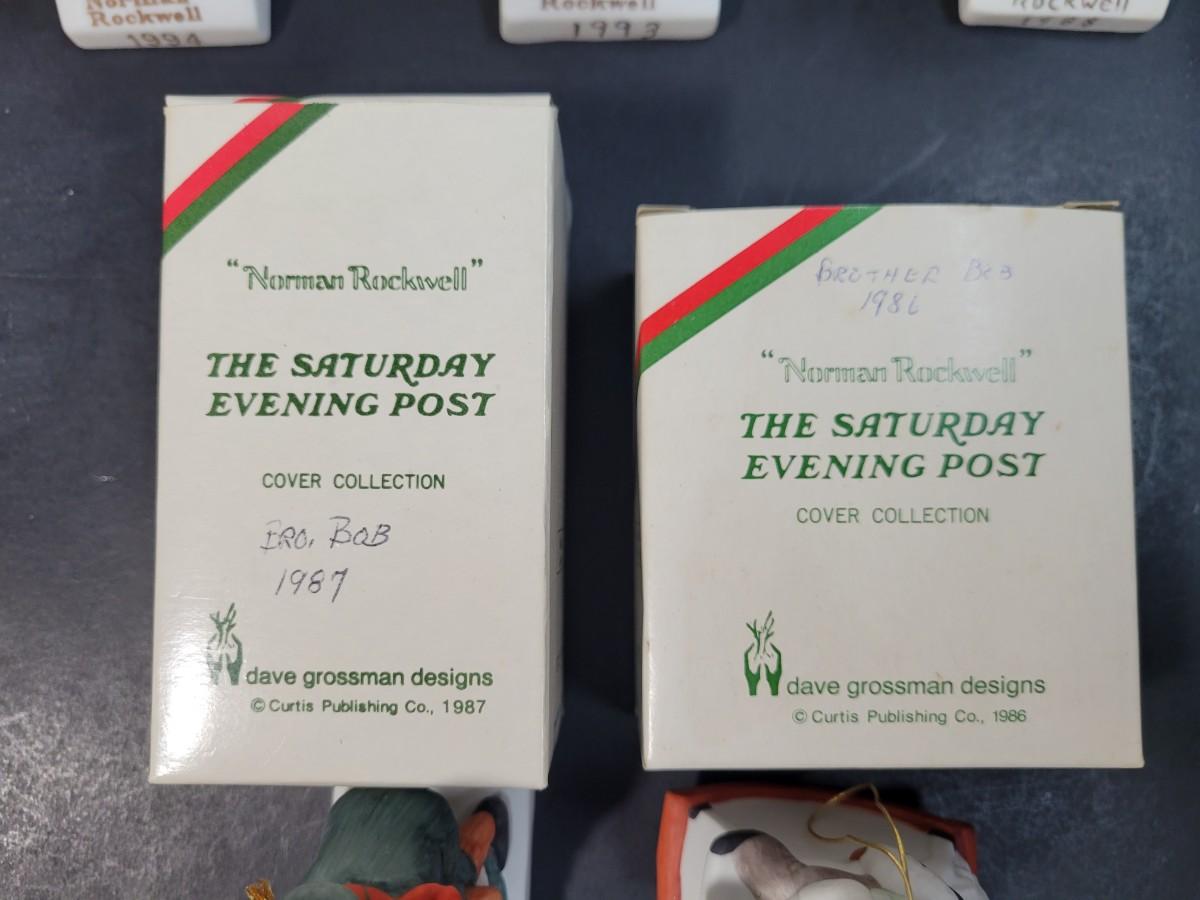 Norman
Rockwell
1994
Rockwell
1993
ROCKWELL
"Norman Rockwell"
THE SATURDAY
EVENING POST
COVER COLLECTION
BRO. BOB
1987
dave grossman designs
© Curtis Publishing Co., 1987
BROTHER BOB
1986
"Norman Rockwell"
THE SATURDAY
EVENING POST
COVER COLLECTION
dave grossman designs
© Curtis Publishing Co., 1986